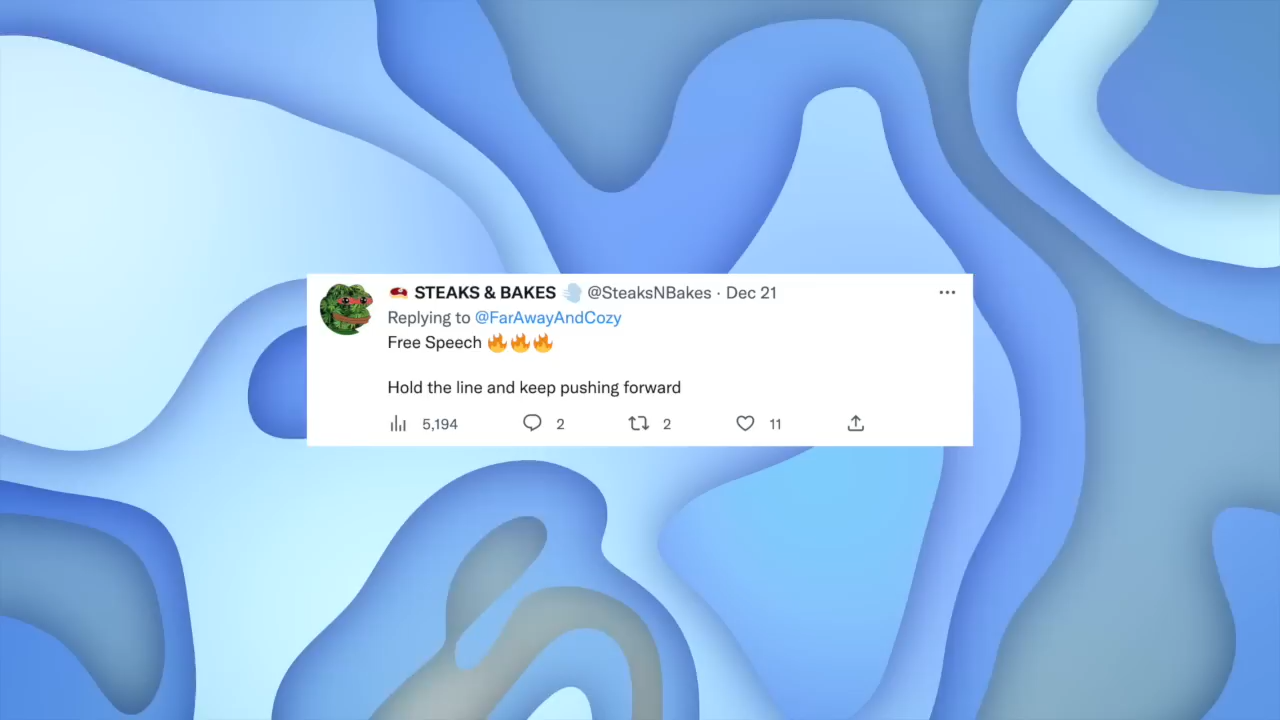 🥩 STEAKS & BAKES 💨 @SteaksNBakes · Dec 21
Replying to @FarAwayAndCozy
Free Speech 🔥🔥🔥
Hold the line and keep pushing forward
5,194 2 2 11